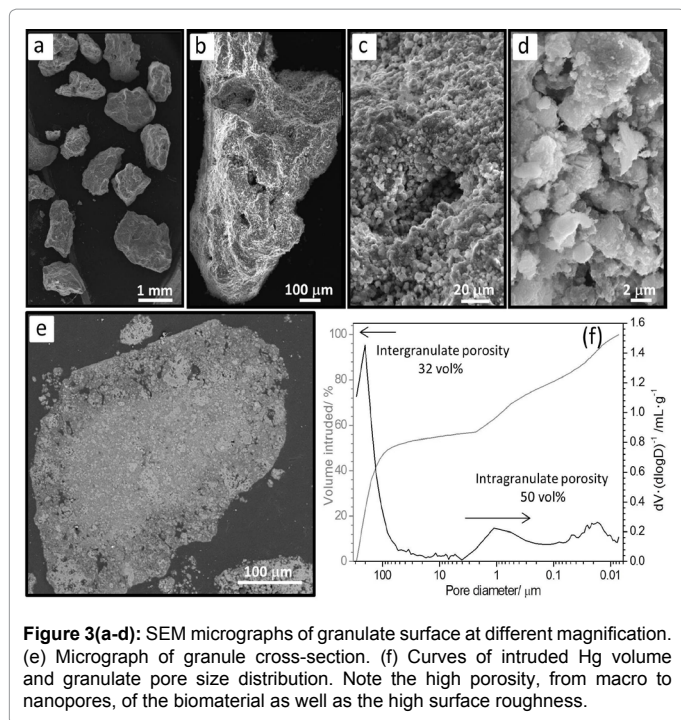 a
b
c
d
1 mm
100 μm
20 μm
2 μm
e
100 μm
(f)
Intergranulate porosity
32 vol%
Intragranulate porosity
50 vol%
Volume intruded/ %
100
80
60
40
20
0
1.6
1.4
1.2
1.0
0.8
0.6
0.4
0.2
0.0
dV·(dlogD)⁻¹ /mL·g⁻¹
100
10
1
0.1
0.01
Pore diameter/ μm
Figure 3(a-d): SEM micrographs of granulate surface at different magnification.
(e) Micrograph of granule cross-section. (f) Curves of intruded Hg volume
and granulate pore size distribution. Note the high porosity, from macro to
nanopores, of the biomaterial as well as the high surface roughness.